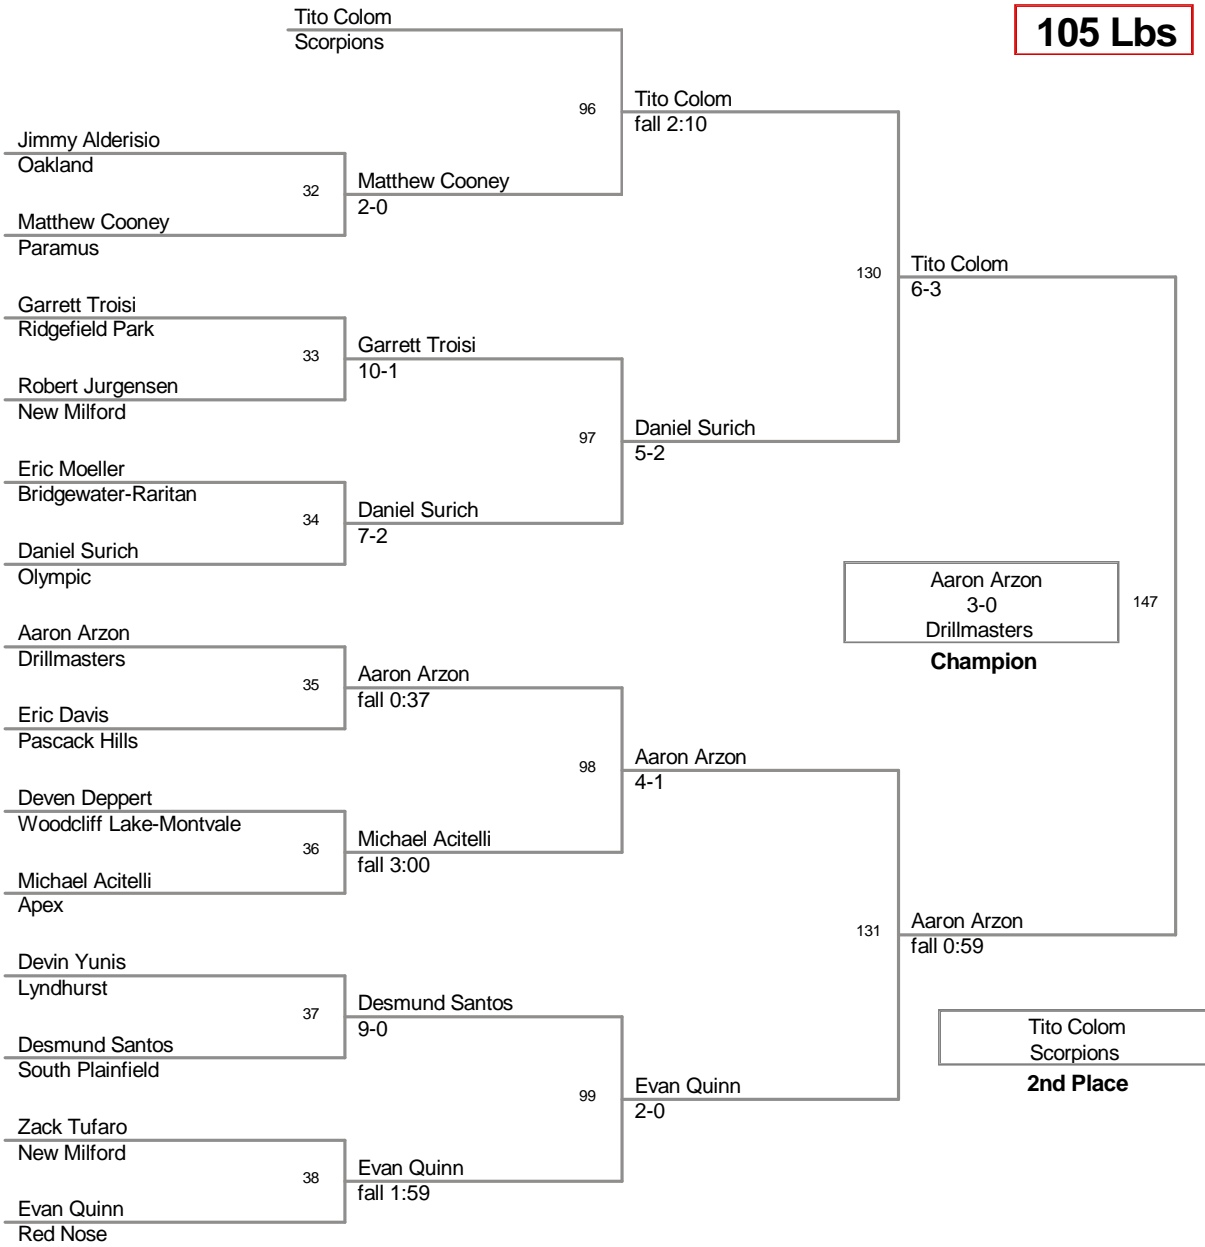 Tito Colom
Scorpions
105 Lbs
96
Tito Colom
fall 2:10
Jimmy Alderisio
Oakland
32
Matthew Cooney
2-0
Matthew Cooney
Paramus
130
Tito Colom
6-3
Garrett Troisi
Ridgefield Park
33
Garrett Troisi
10-1
Robert Jurgensen
New Milford
97
Daniel Surich
5-2
Eric Moeller
Bridgewater-Raritan
34
Daniel Surich
7-2
Daniel Surich
Olympic
Aaron Arzon
3-0
Drillmasters
Champion
147
Aaron Arzon
Drillmasters
35
Aaron Arzon
fall 0:37
Eric Davis
Pascack Hills
98
Aaron Arzon
4-1
Deven Deppert
Woodcliff Lake-Montvale
36
Michael Acitelli
fall 3:00
Michael Acitelli
Apex
131
Aaron Arzon
fall 0:59
Devin Yunis
Lyndhurst
37
Desmund Santos
9-0
Desmund Santos
South Plainfield
Tito Colom
Scorpions
2nd Place
99
Evan Quinn
2-0
Zack Tufaro
New Milford
38
Evan Quinn
fall 1:59
Evan Quinn
Red Nose